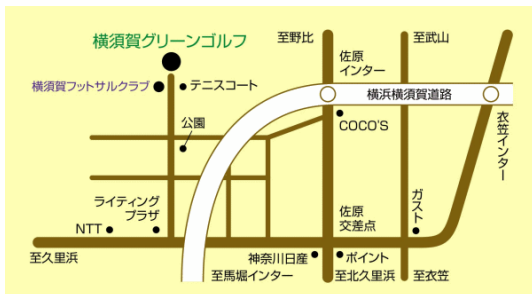 横須賀グリーンゴルフ
至野比
佐原
インター
至武山
横須賀フットサルクラブ
テニスコート
横浜横須賀道路
公園
COCO'S
衣笠インター
ライティング
プラザ
NTT
佐原
交差点
ガスト
至久里浜
神奈川日産
ポイント
至馬堀インター
至北久里浜
至衣笠